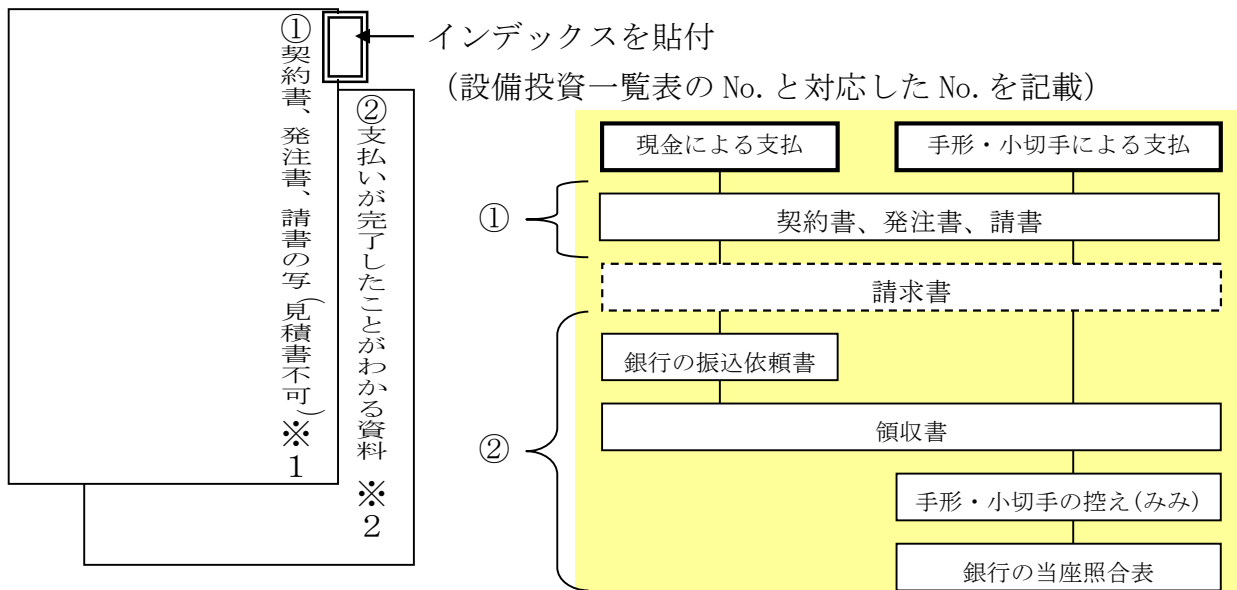 ①契約書、発注書、請書の写(見積書不可)※1
②支払いが完了したことがわかる資料 ※2
インデックスを貼付
(設備投資一覧表の No.と対応した No.を記載)
現金による支払
手形・小切手による支払
①
契約書、発注書、請書
請求書
②
銀行の振込依頼書
領収書
手形・小切手の控え(みみ)
銀行の当座照合表